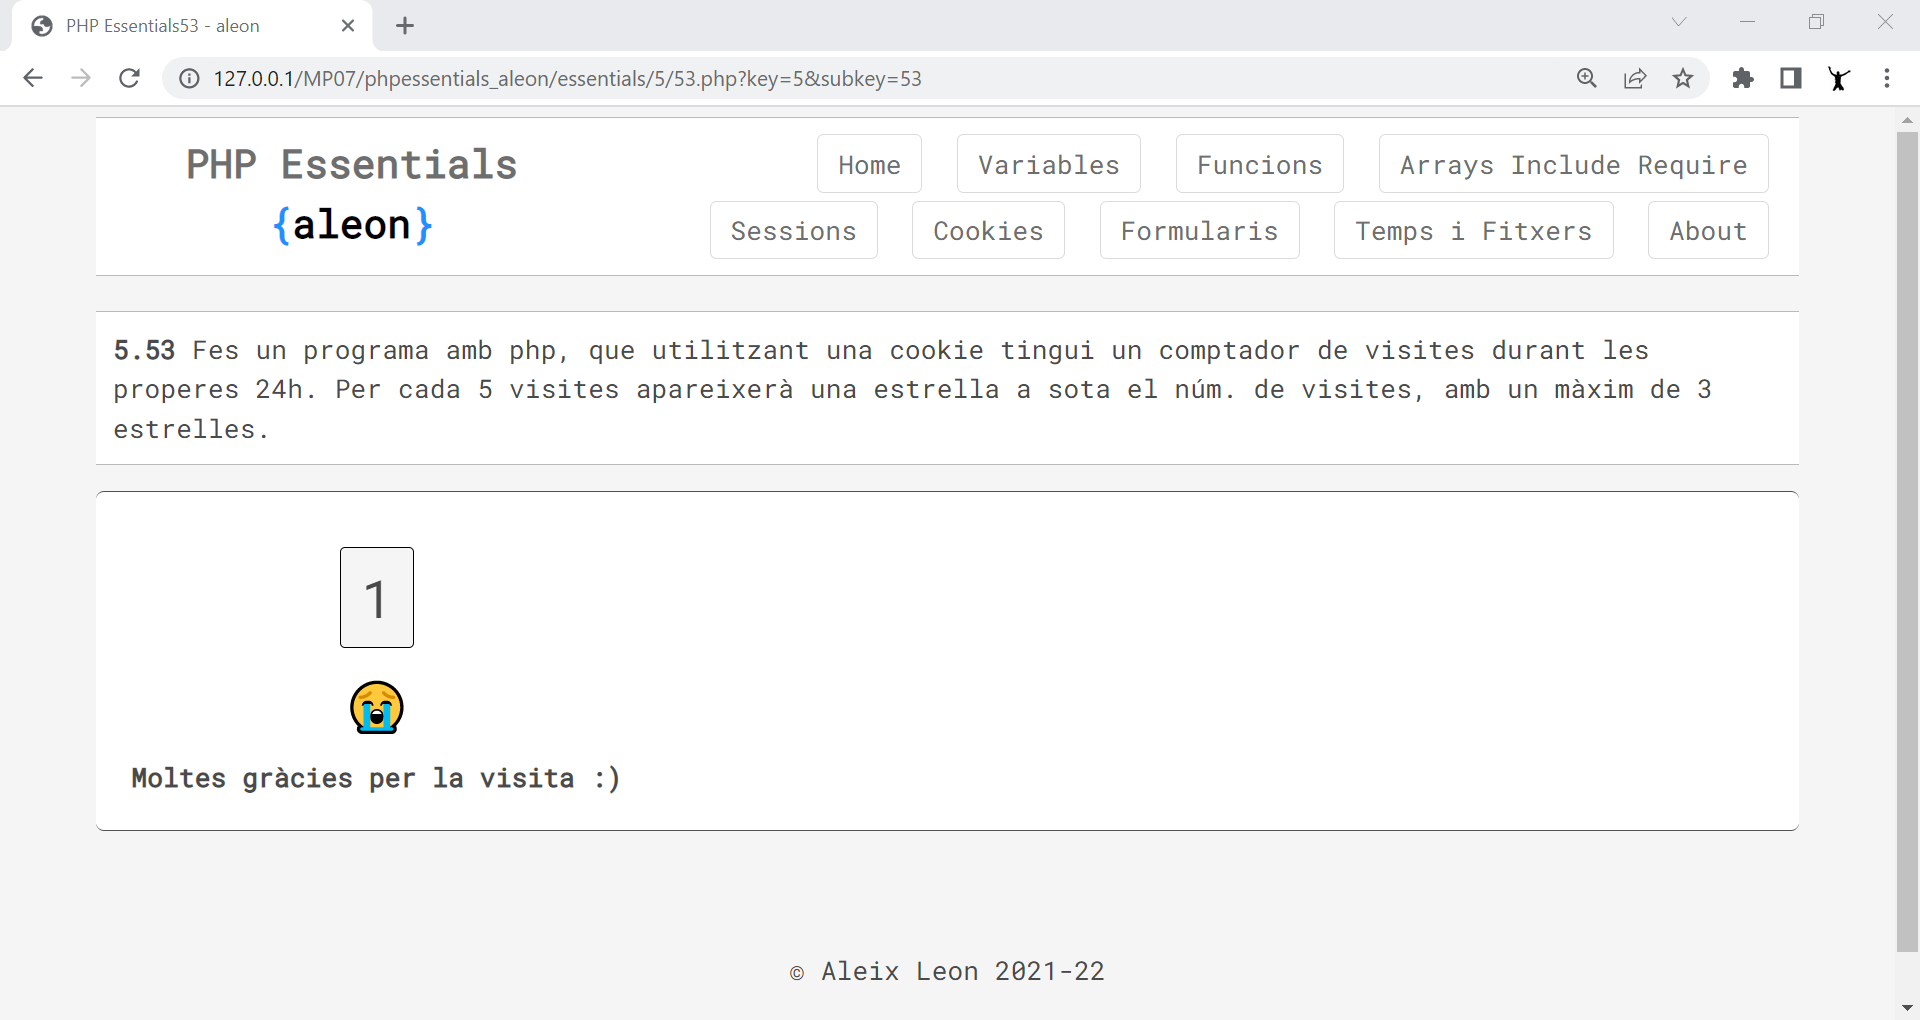 PHP Essentials53 - aleon
127.0.0.1/MP07/phpessentials_aleon/essentials/5/53.php?key=5&subkey=53
PHP Essentials
{aleon}
Home Variables Funcions Arrays Include Require
Sessions Cookies Formularis Temps i Fitxers About
5.53 Fes un programa amb php, que utilitzant una cookie tingui un comptador de visites durant les
properes 24h. Per cada 5 visites apareixerà una estrella a sota el núm. de visites, amb un màxim de 3
estrelles.
1
Moltes gràcies per la visita :)
© Aleix Leon 2021-22